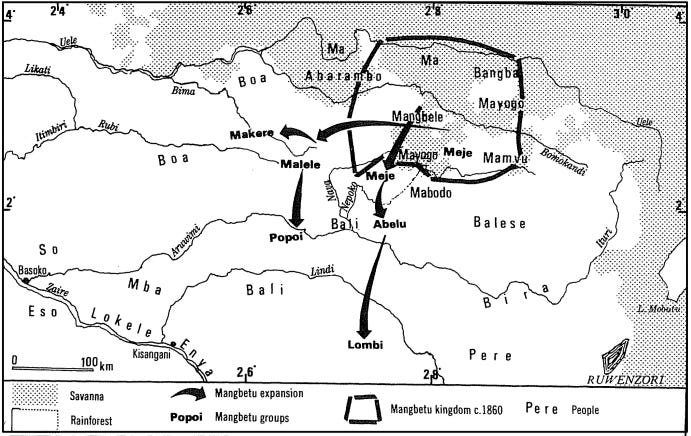 4° 26° 28° 30° 4°
Uele
Ma
Ma
Likati
Boa
Abarambo
Bangba
Bima
Mayogo
Mangbele
Itimbiri
Rubi
Makere
Uele
Boa
Malele
Mayogo
Meje
Mamvu
Bomokandi
Meje
Nava
Nepoko
Mabodo
2° 2°
Popoi
Bali
Abelu
Balese
Aruwimi
Ituri
So
Basoko
Lindi
Mba
Bali
Bira
Zaire
Eso
Lokele
L. Mobutu
Enya
Kisangani
Lombi
Pere
0 100 km
26° 28°
RUWENZORI
Savanna
Mangbetu expansion
Mangbetu kingdom c.1860
Pere People
Rainforest
Popoi Mangbetu groups